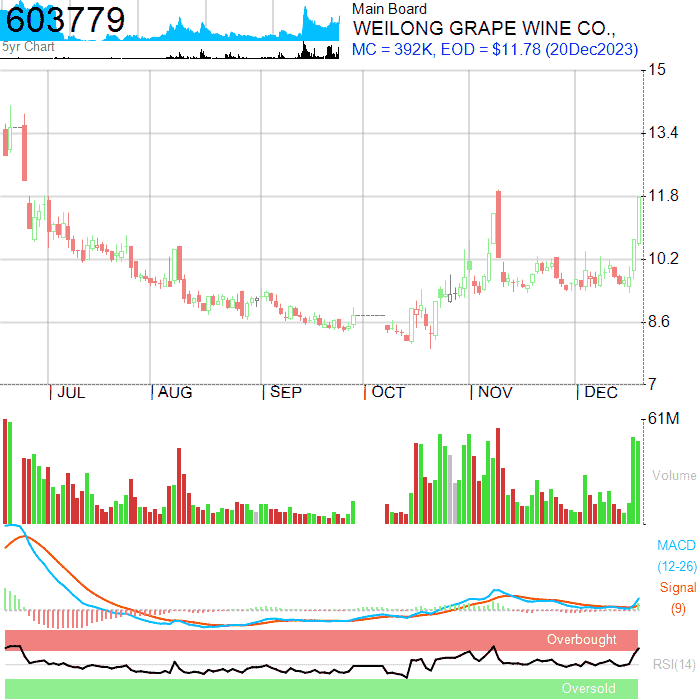 603779
5yr Chart
Main Board
WEILONG GRAPE WINE CO.,
MC = 392K, EOD = $11.78 (20Dec2023)
15
13.4
11.8
10.2
8.6
7
JUL AUG SEP OCT NOV DEC
61M
Volume
MACD
(12-26)
Signal
(9)
Overbought
RSI(14)
Oversold